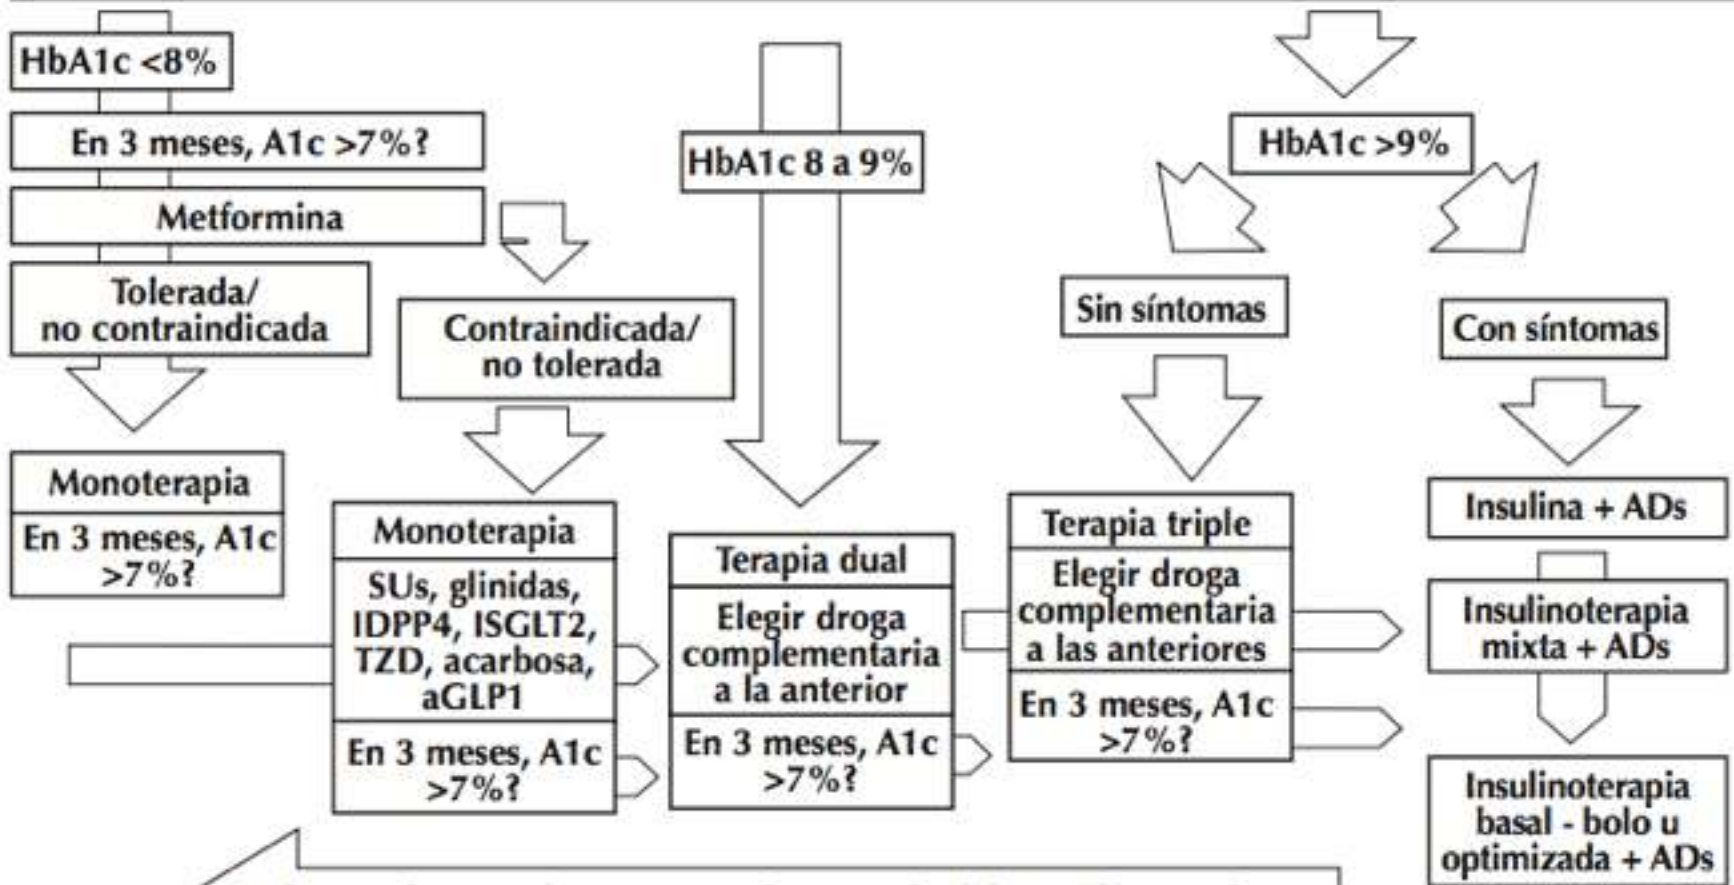 HbA1c <8%
En 3 meses, A1c >7%?
Metformina
Tolerada/
no contraindicada
Contraindicada/
no tolerada
Monoterapia
En 3 meses, A1c
>7%?
Monoterapia
SUs, glinidas,
IDPP4, ISGLT2,
TZD, acarbosa,
aGLP1
En 3 meses, A1c
>7%?
HbA1c 8 a 9%
Terapia dual
Elegir droga
complementaria
a la anterior
En 3 meses, A1c
>7%?
HbA1c >9%
Sin síntomas
Terapia triple
Elegir droga
complementaria
a las anteriores
En 3 meses, A1c
>7%?
Con síntomas
Insulina + ADs
Insulinoterapia
mixta + ADs
Insulinoterapia
basal - bolo u
optimizada + ADs